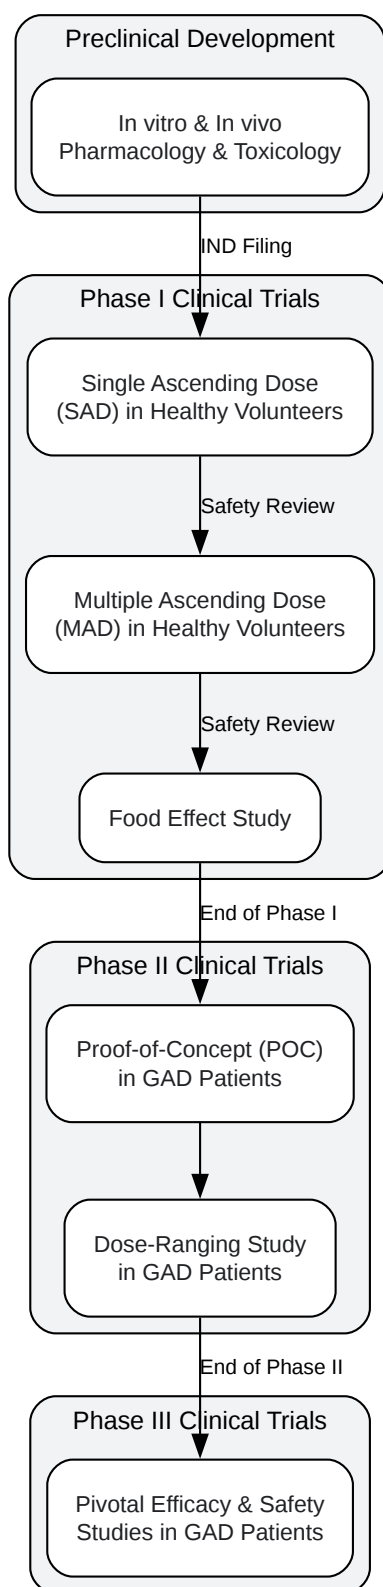 Preclinical Development
In vitro & In vivo
Pharmacology & Toxicology
IND Filing
Phase I Clinical Trials
Single Ascending Dose
(SAD) in Healthy Volunteers
Safety Review
Multiple Ascending Dose
(MAD) in Healthy Volunteers
Safety Review
Food Effect Study
End of Phase I
Phase II Clinical Trials
Proof-of-Concept (POC)
in GAD Patients
Dose-Ranging Study
in GAD Patients
End of Phase II
Phase III Clinical Trials
Pivotal Efficacy & Safety
Studies in GAD Patients